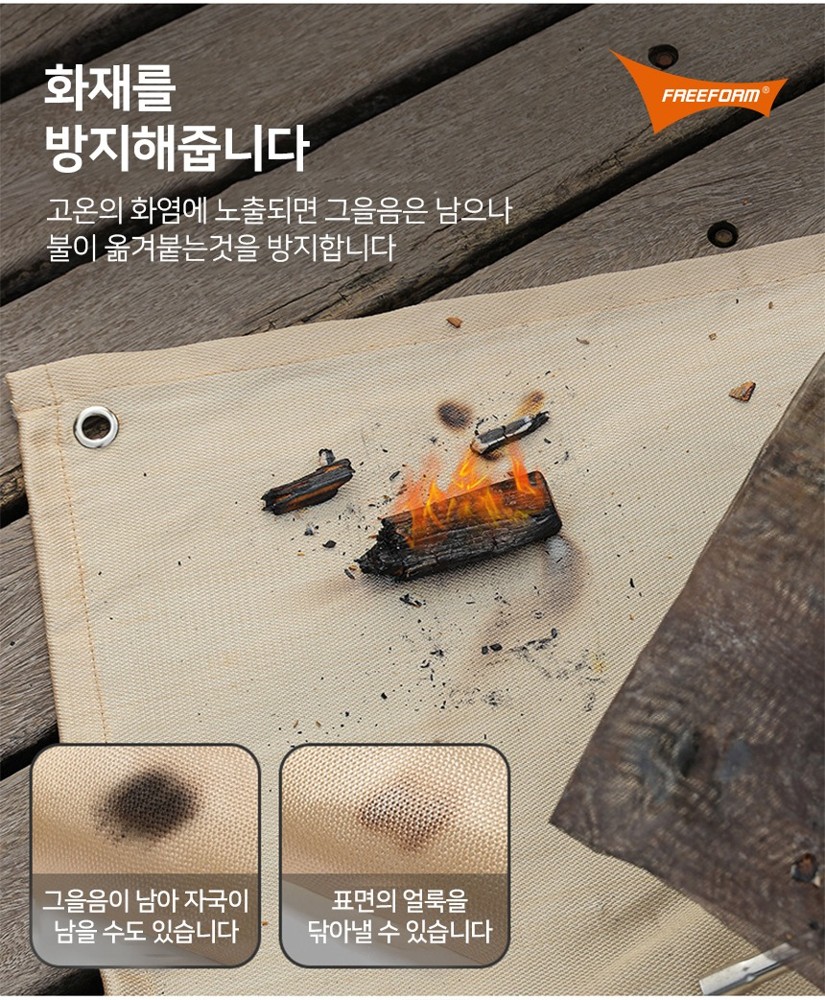 화재를
방지해줍니다
FREEFORM®
고온의 화염에 노출되면 그을음은 남으나
불이 옮겨붙는것을 방지합니다
그을음이 남아 자국이
남을 수도 있습니다
표면의 얼룩을
닦아낼 수 있습니다